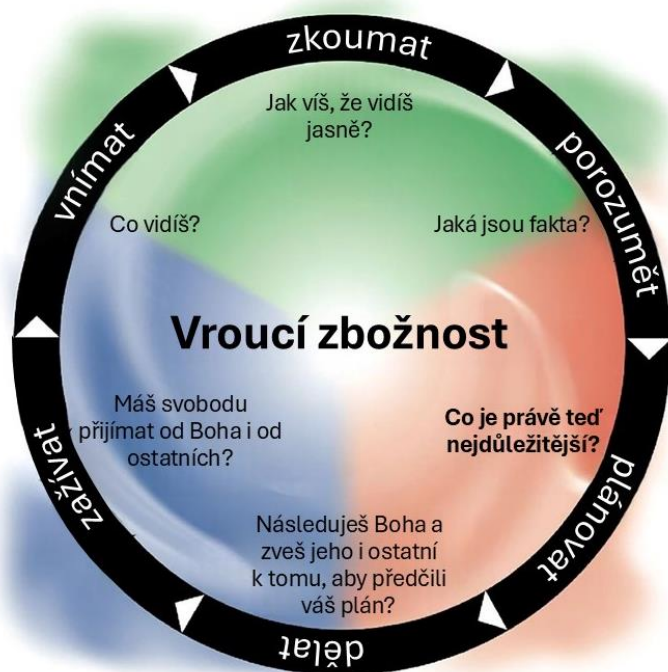 zkoumat
Jak víš, že vidíš
jasně?
vnímat
porozumět
Co vidíš?
Jaká jsou fakta?
Vroucí zbožnost
Máš svobodu
přijímat od Boha i od
ostatních?
Co je právě teď
nejdůležitější?
zažívat
plánovat
Následuješ Boha a
zveš jeho i ostatní
k tomu, aby předčili
váš plán?
dělat